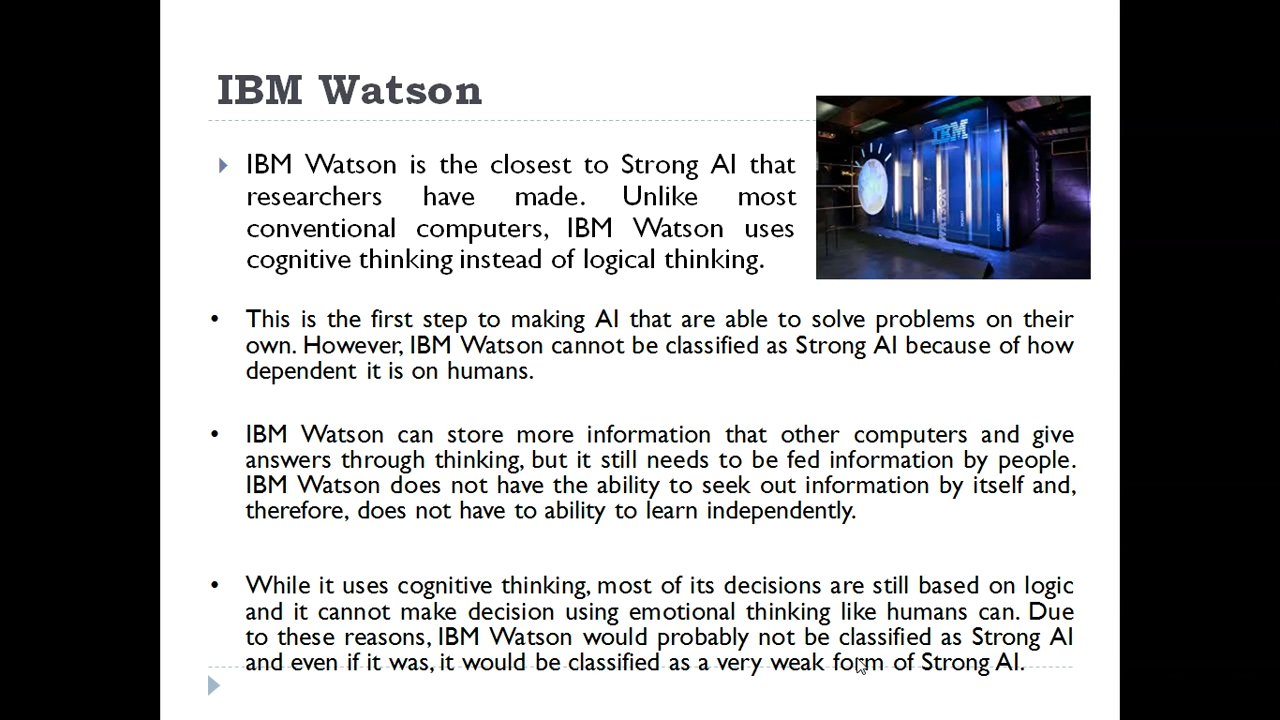 IBM Watson
IBM Watson is the closest to Strong AI that
researchers have made. Unlike most
conventional computers, IBM Watson uses
cognitive thinking instead of logical thinking.
IBM
WATSON
POWER
• This is the first step to making AI that are able to solve problems on their
own. However, IBM Watson cannot be classified as Strong AI because of how
dependent it is on humans.
• IBM Watson can store more information that other computers and give
answers through thinking, but it still needs to be fed information by people.
IBM Watson does not have the ability to seek out information by itself and,
therefore, does not have to ability to learn independently.
• While it uses cognitive thinking, most of its decisions are still based on logic
and it cannot make decision using emotional thinking like humans can. Due
to these reasons, IBM Watson would probably not be classified as Strong AI
and even if it was, it would be classified as a very weak form of Strong AI.